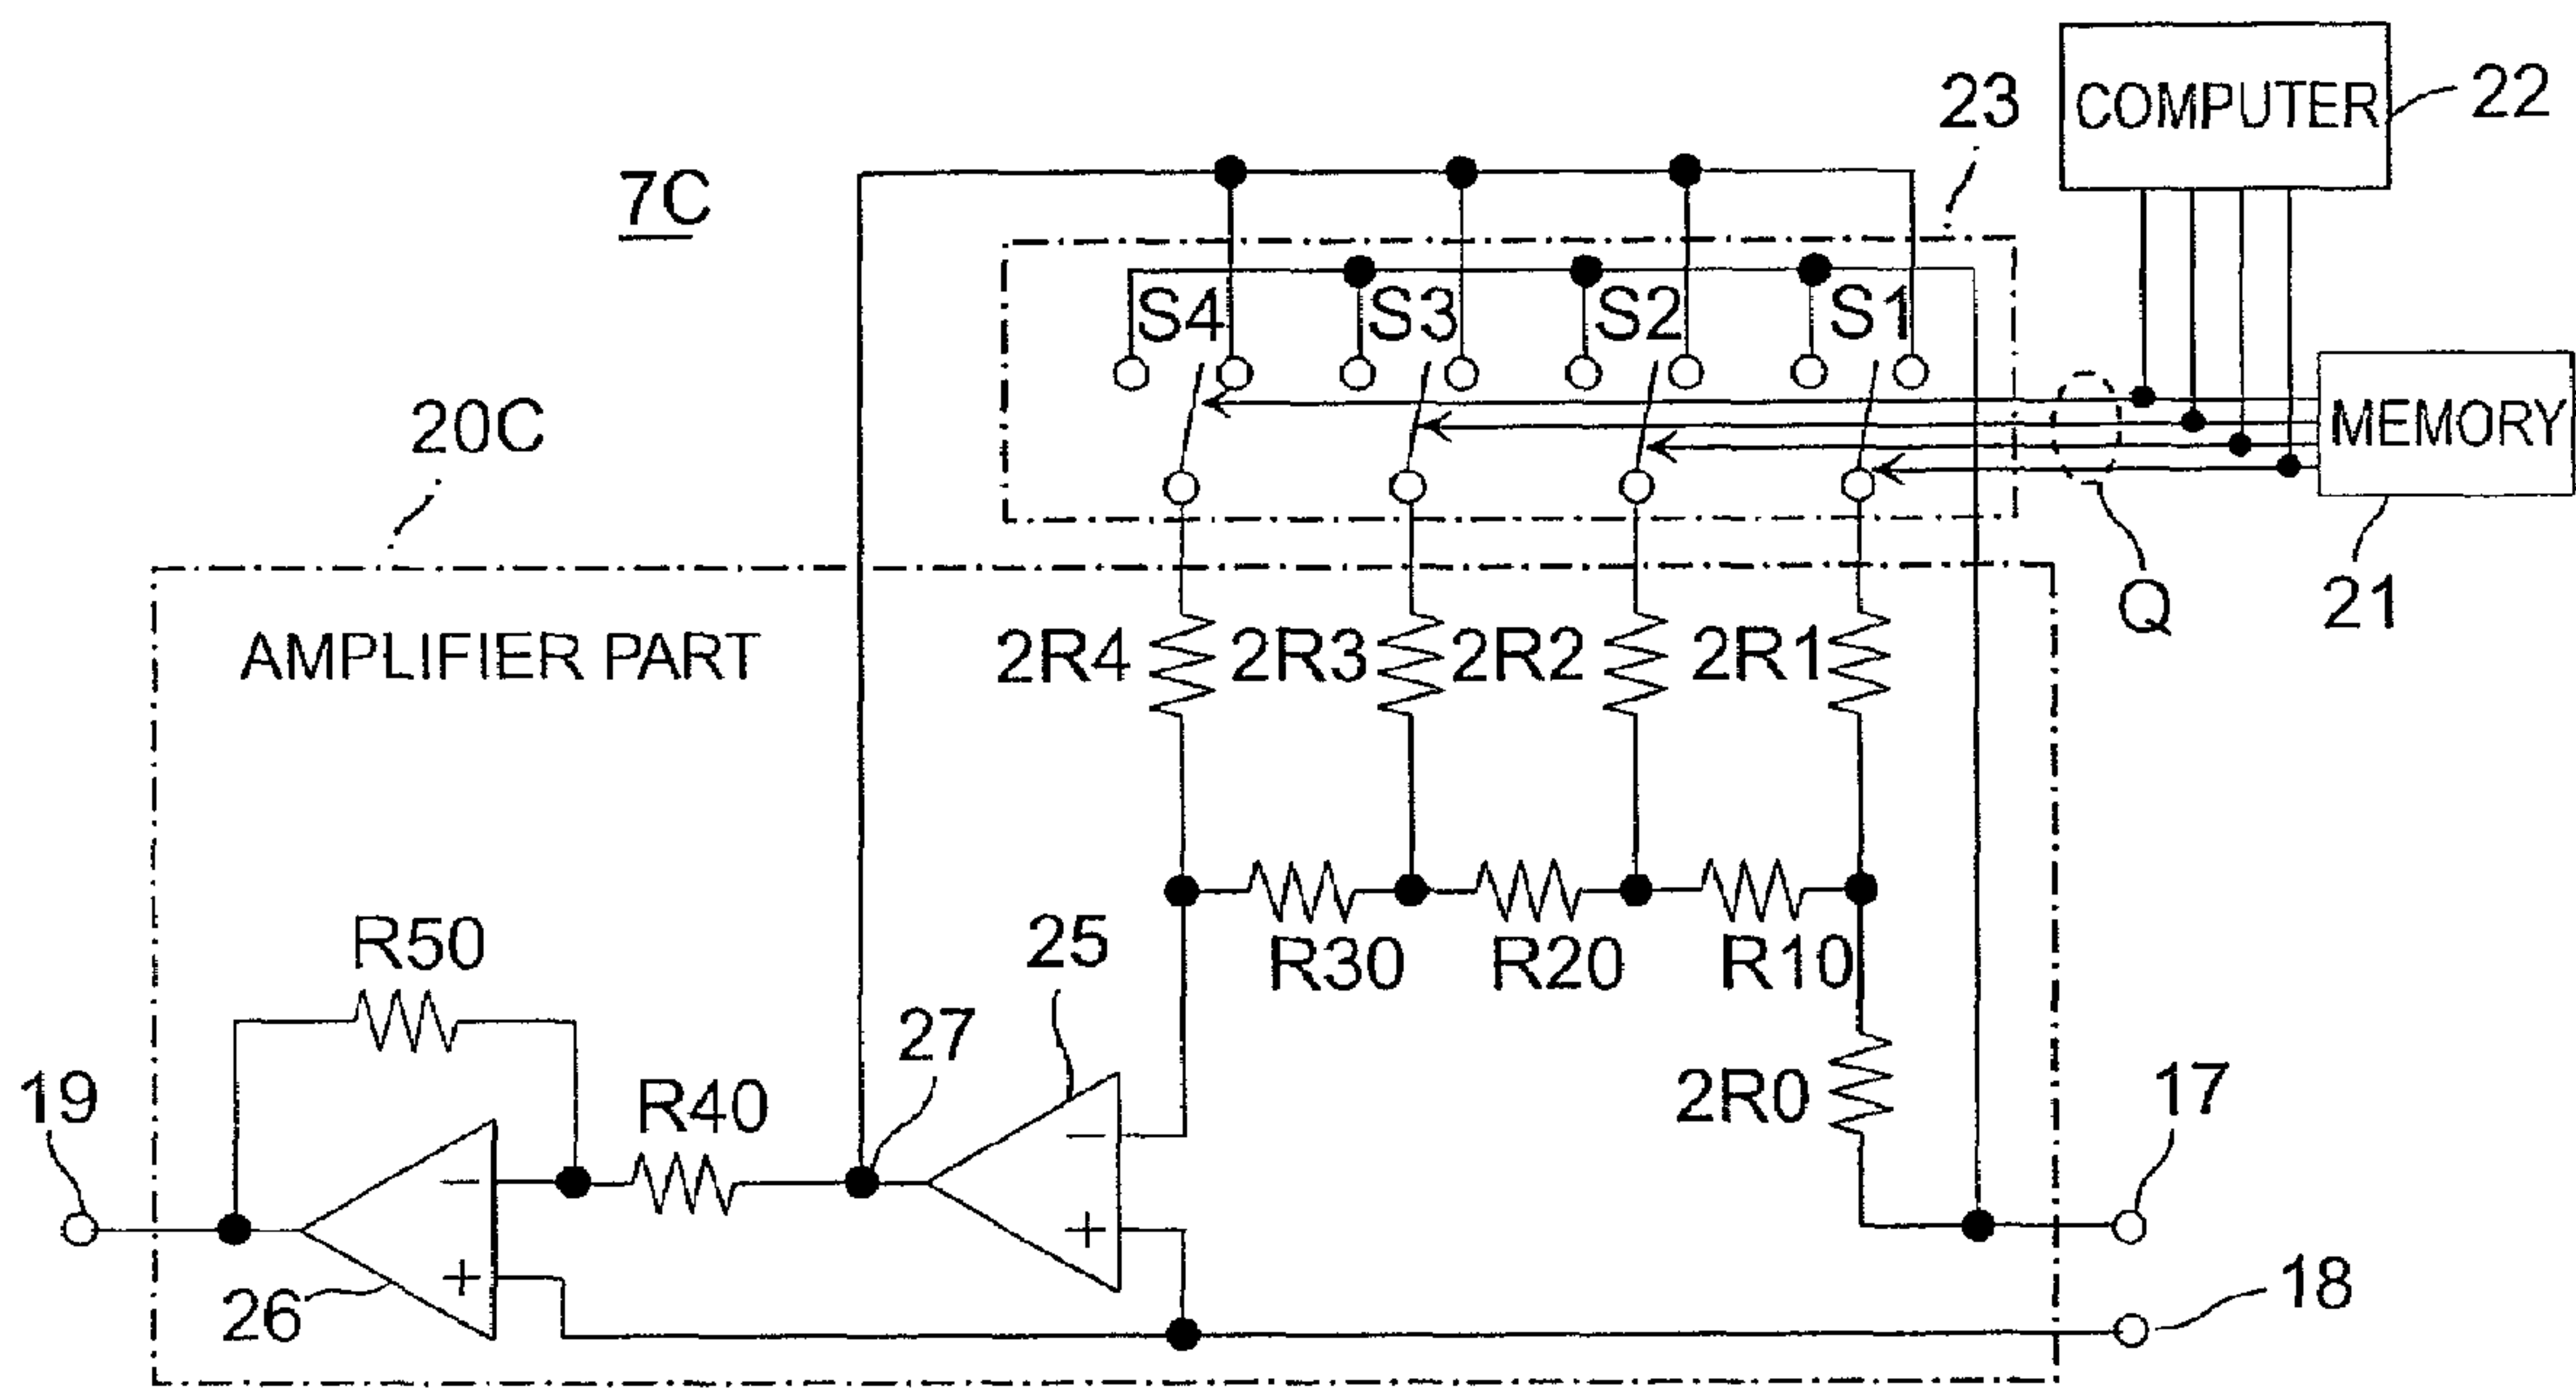 COMPUTER
22
23
7C
S4
S3
S2
S1
MEMORY
20C
Q
21
AMPLIFIER PART
2R4
2R3
2R2
2R1
R50
25
R30
R20
R10
27
19
R40
2R0
17
−
−
+
+
26
18